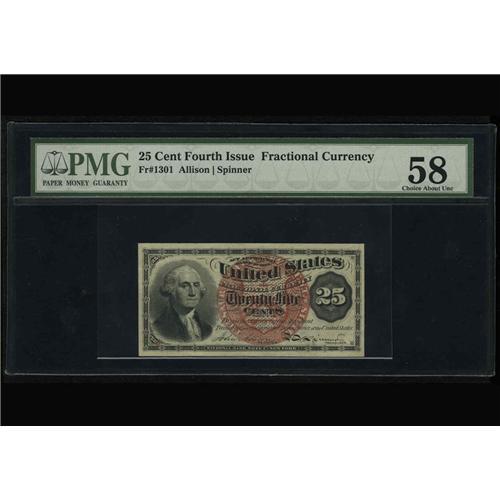 PMG
PAPER MONEY GUARANTY
25 Cent Fourth Issue Fractional Currency
Fr#1301 Allison | Spinner
58
Choice About Unc
United States
Twenty Five
CENTS
25